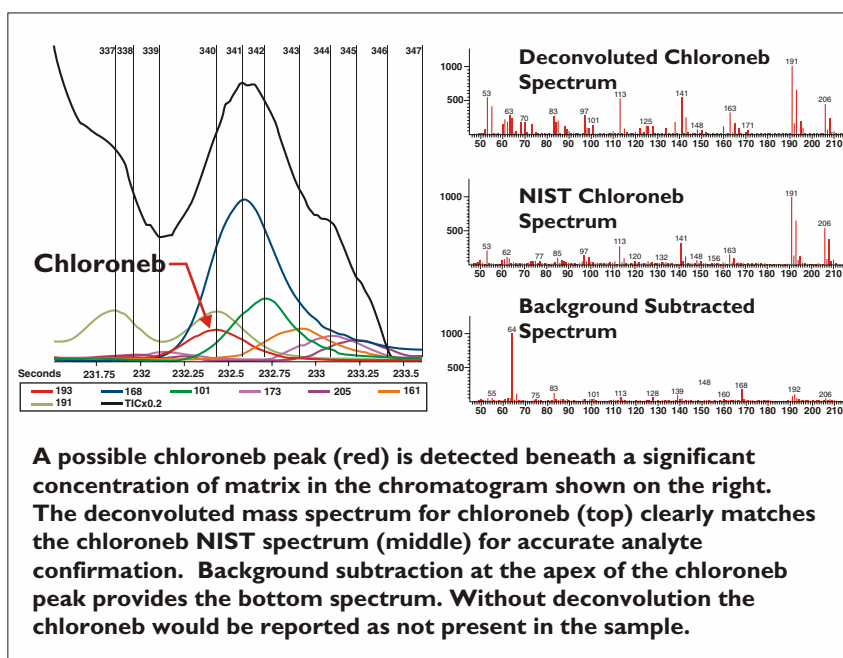 337 338 339 340 341 342 343 344 345 346 347
Chloroneb
Seconds 231.75 232 232.25 232.5 232.75 233 233.25 233.5
193 168 101 173 205 161
191 TICx0.2
Deconvoluted Chloroneb
Spectrum
1000
500
53 63 70 83 97 101 113 125 141 148 163 171 191 206
50 60 70 80 90 100 110 120 130 140 150 160 170 180 190 200 210
NIST Chloroneb
Spectrum
1000
500
53 62 77 85 97 113 120 132 141 148 156 163 191 206
50 60 70 80 90 100 110 120 130 140 150 160 170 180 190 200 210
Background Subtracted
Spectrum
1000
500
55 64 75 83 101 113 128 139 148 160 168 192 206
50 60 70 80 90 100 110 120 130 140 150 160 170 180 190 200 210
A possible chloroneb peak (red) is detected beneath a significant
concentration of matrix in the chromatogram shown on the right.
The deconvoluted mass spectrum for chloroneb (top) clearly matches
the chloroneb NIST spectrum (middle) for accurate analyte
confirmation. Background subtraction at the apex of the chloroneb
peak provides the bottom spectrum. Without deconvolution the
chloroneb would be reported as not present in the sample.